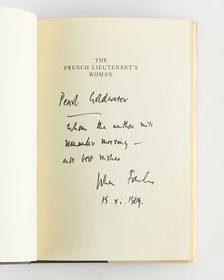 THE
FRENCH LIEUTENANT'S
WOMAN
Pearl Goldwater
whom the author will
remember meeting –
all best wishes
John Fowles
15. xi. 1969.